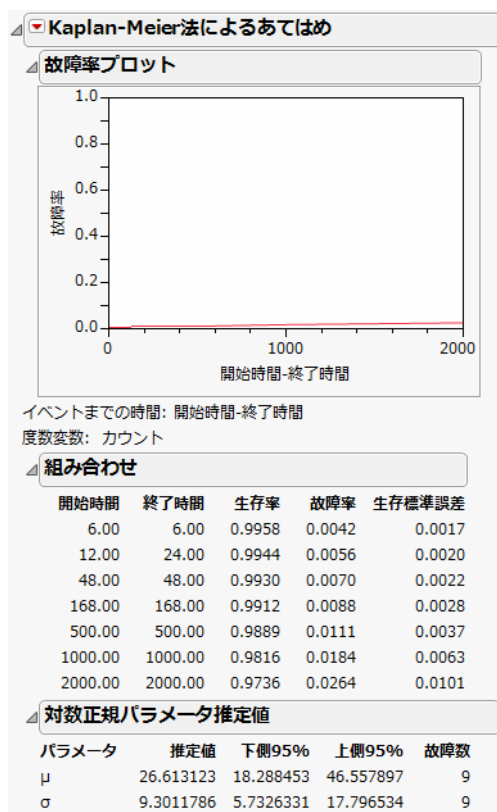 Kaplan-Meier法によるあてはめ
故障率プロット
1.0
0.8
0.6
0.4
0.2
0.0
故障率
0 1000 2000
開始時間-終了時間
イベントまでの時間: 開始時間-終了時間
度数変数: カウント
組み合わせ
開始時間 終了時間 生存率 故障率 生存標準誤差
6.00 6.00 0.9958 0.0042 0.0017
12.00 24.00 0.9944 0.0056 0.0020
48.00 48.00 0.9930 0.0070 0.0022
168.00 168.00 0.9912 0.0088 0.0028
500.00 500.00 0.9889 0.0111 0.0037
1000.00 1000.00 0.9816 0.0184 0.0063
2000.00 2000.00 0.9736 0.0264 0.0101
対数正規パラメータ推定値
パラメータ 推定値 下側95% 上側95% 故障数
μ 26.613123 18.288453 46.557897 9
σ 9.3011786 5.7326331 17.796534 9